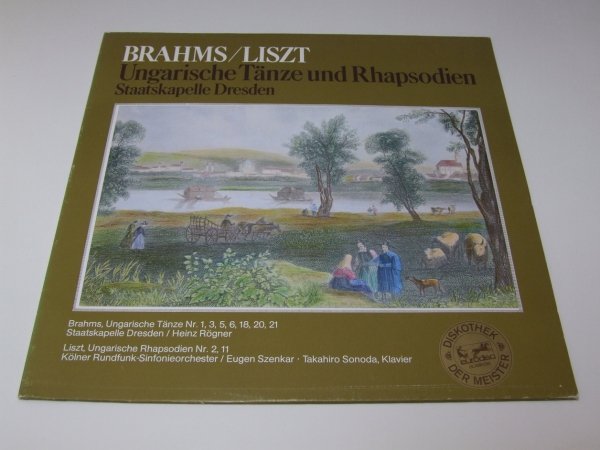 BRAHMS/LISZT
Ungarische Tänze und Rhapsodien
Staatskapelle Dresden
Brahms, Ungarische Tänze Nr. 1, 3, 5, 6, 18, 20, 21
Staatskapelle Dresden / Heinz Rögner
Liszt, Ungarische Rhapsodien Nr. 2, 11
Kölner Rundfunk-Sinfonieorchester / Eugen Szenkar · Takahiro Sonoda, Klavier
DISKOTHEK
eurodisc
DER MEISTER